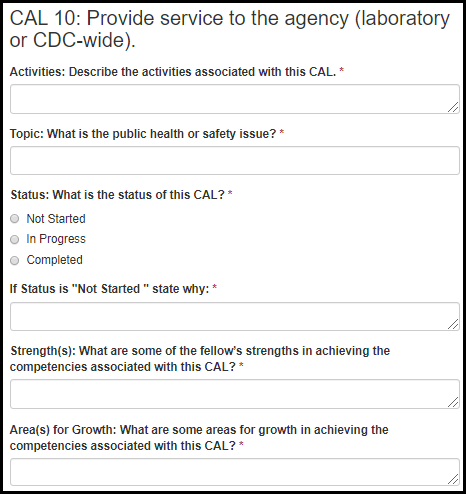 CAL 10: Provide service to the agency (laboratory
or CDC-wide).
Activities: Describe the activities associated with this CAL. *
Topic: What is the public health or safety issue? *
Status: What is the status of this CAL? *
Not Started
In Progress
Completed
If Status is "Not Started " state why: *
Strength(s): What are some of the fellow's strengths in achieving the
competencies associated with this CAL? *
Area(s) for Growth: What are some areas for growth in achieving the
competencies associated with this CAL? *